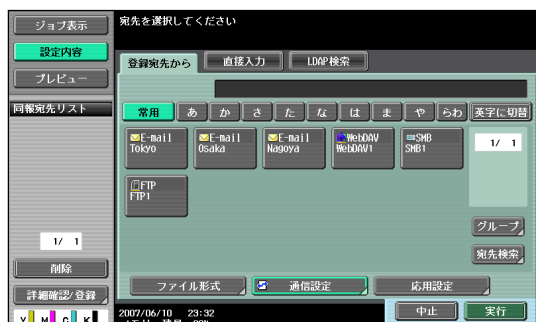 ジョブ表示
宛先を選択してください
設定内容
プレビュー
登録宛先から 直接入力 LDAP検索
同報宛先リスト
常用 あ か さ た な は ま や らわ 英字に切替
E-mail Tokyo
E-mail Osaka
E-mail Nagoya
WebDAV WebDAV1
SMB SMB1
1/ 1
FTP FTP1
グループ
1/ 1
宛先検索
削除
ファイル形式 通信設定 応用設定
詳細確認/登録
Y M C K
2007/06/10 23:32
中止 実行